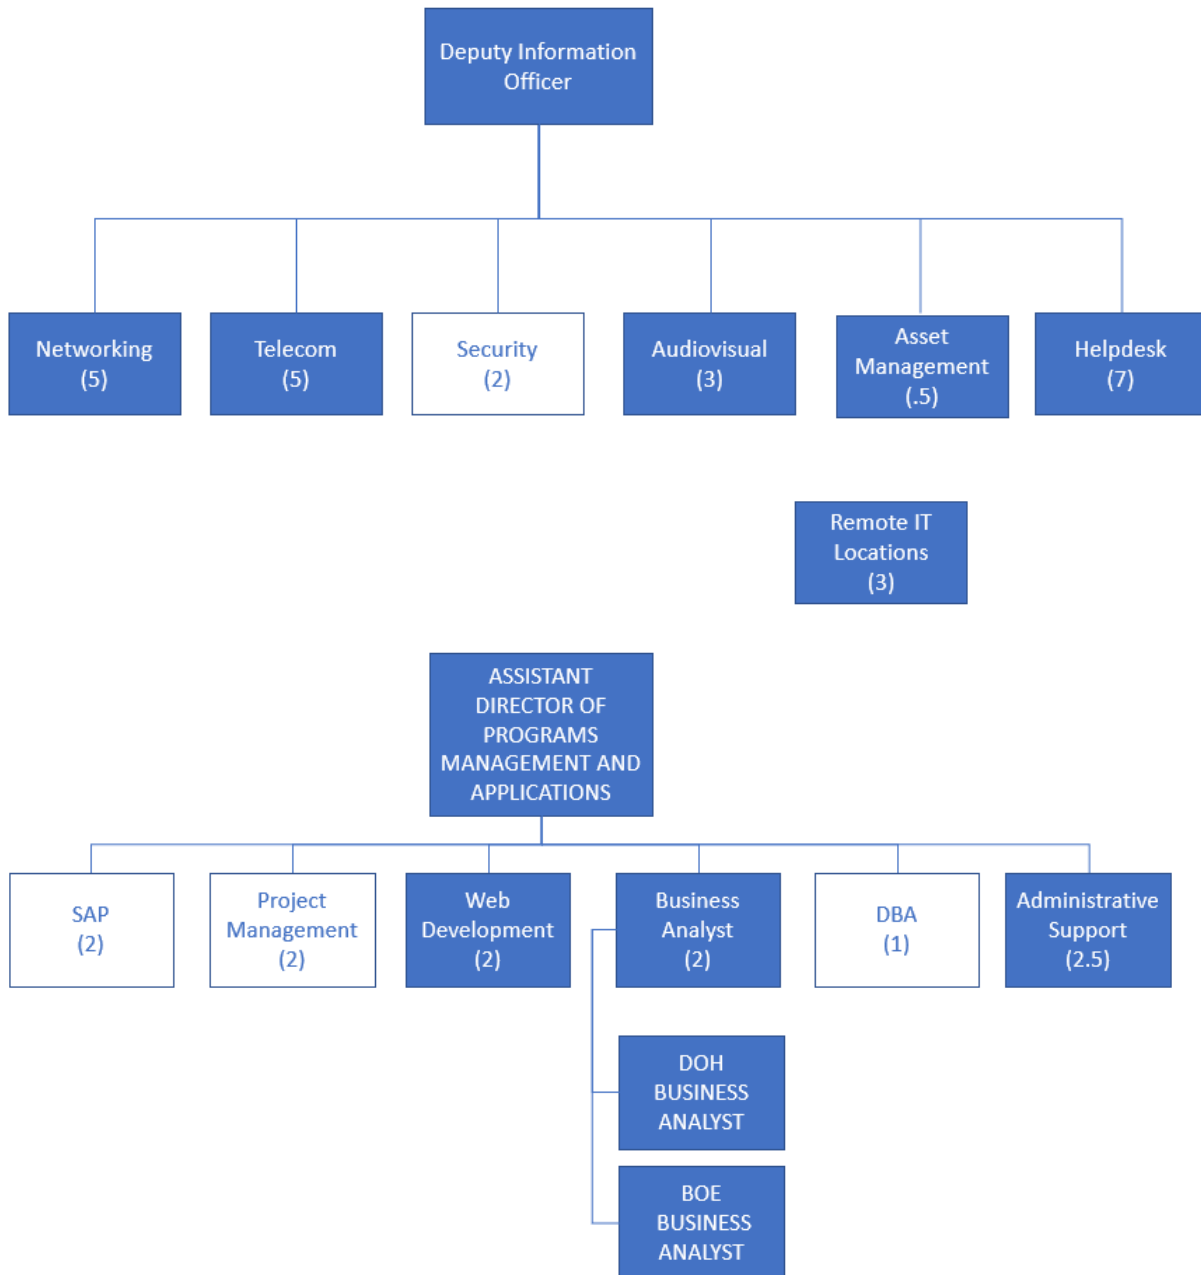 Deputy Information
Officer
Networking
(5)
Telecom
(5)
Security
(2)
Audiovisual
(3)
Asset
Management
(.5)
Helpdesk
(7)
Remote IT
Locations
(3)
ASSISTANT
DIRECTOR OF
PROGRAMS
MANAGEMENT AND
APPLICATIONS
SAP
(2)
Project
Management
(2)
Web
Development
(2)
Business
Analyst
(2)
DBA
(1)
Administrative
Support
(2.5)
DOH
BUSINESS
ANALYST
BOE
BUSINESS
ANALYST